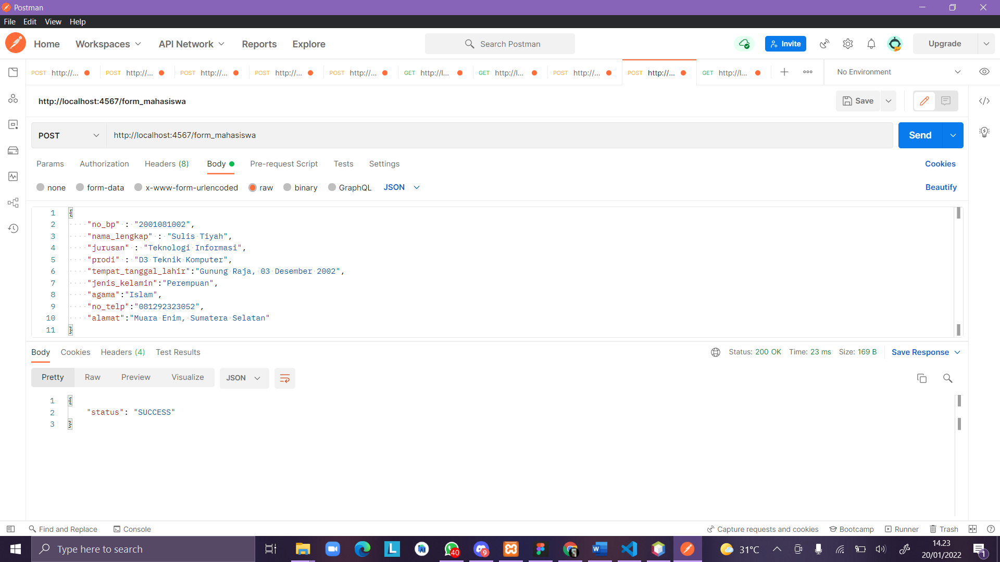 Postman
File Edit View Help
Home Workspaces API Network Reports Explore Search Postman Invite Upgrade
POST http://... POST http://... POST http://... POST http://... POST http://... GET http://l... GET http://l... POST http://... POST http://... GET http://l... No Environment
http://localhost:4567/form_mahasiswa Save
POST http://localhost:4567/form_mahasiswa Send
Params Authorization Headers (8) Body Pre-request Script Tests Settings Cookies
none form-data x-www-form-urlencoded raw binary GraphQL JSON Beautify
1 {
2 "no_bp" : "2001081002",
3 "nama_lengkap" : "Sulis Tiyah",
4 "jurusan" : "Teknologi Informasi",
5 "prodi" : "D3 Teknik Komputer",
6 "tempat_tanggal_lahir":"Gunung Raja, 03 Desember 2002",
7 "jenis_kelamin":"Perempuan",
8 "agama":"Islam",
9 "no_telp":"081292323052",
10 "alamat":"Muara Enim, Sumatera Selatan"
11 }
Body Cookies Headers (4) Test Results Status: 200 OK Time: 23 ms Size: 169 B Save Response
Pretty Raw Preview Visualize JSON
1 {
2 "status": "SUCCESS"
3 }
Find and Replace Console Capture requests and cookies Bootcamp Runner Trash
Type here to search 40 9 31°C 14.23
20/01/2022 1